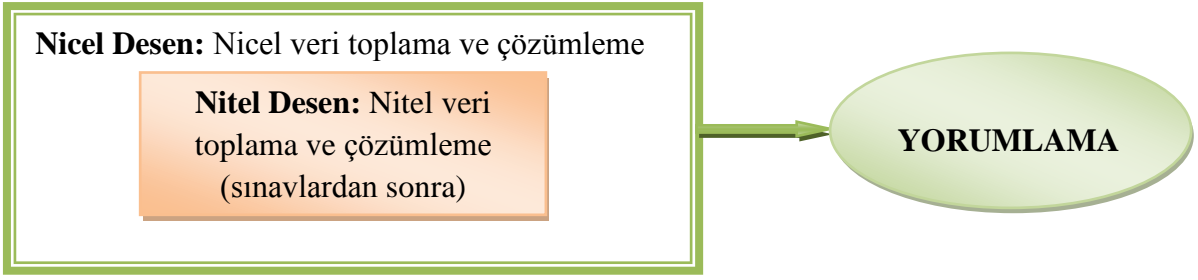 Nicel Desen: Nicel veri toplama ve çözümleme
Nitel Desen: Nitel veri
toplama ve çözümleme
(sınavlardan sonra)
YORUMLAMA